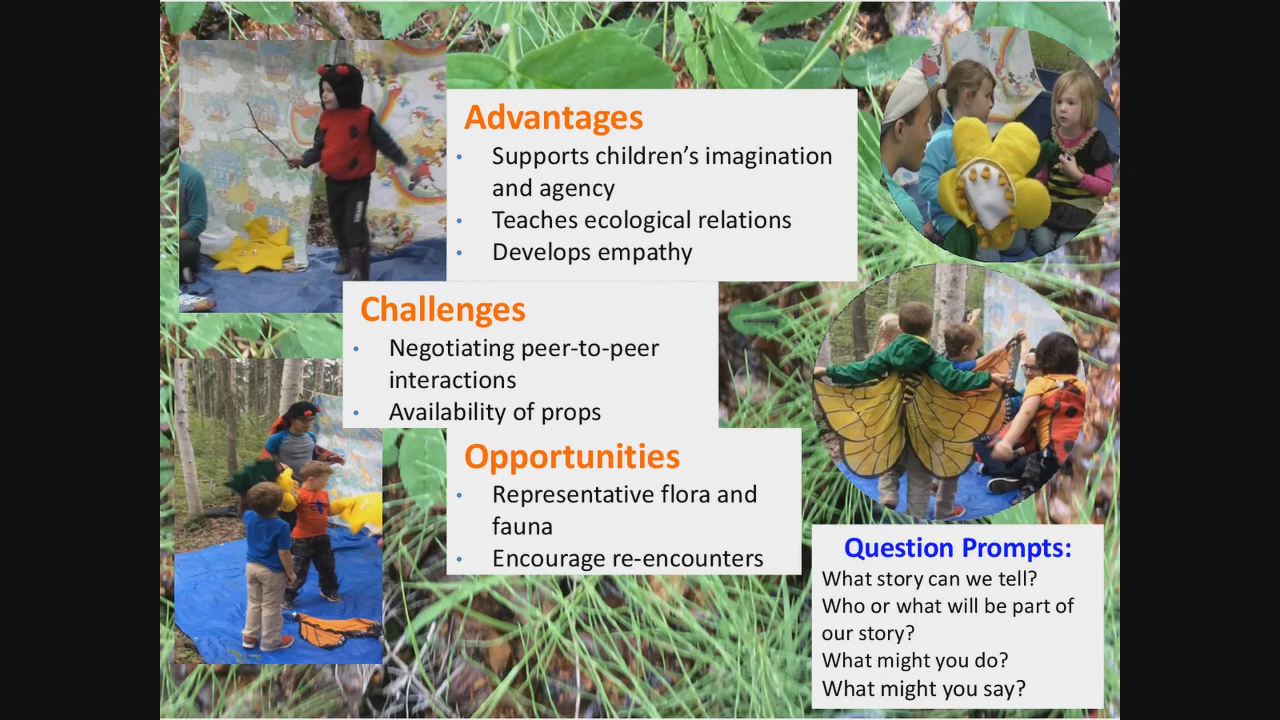 Advantages
• Supports children’s imagination
and agency
• Teaches ecological relations
• Develops empathy
Challenges
• Negotiating peer-to-peer
interactions
• Availability of props
Opportunities
• Representative flora and
fauna
• Encourage re-encounters
Question Prompts:
What story can we tell?
Who or what will be part of
our story?
What might you do?
What might you say?